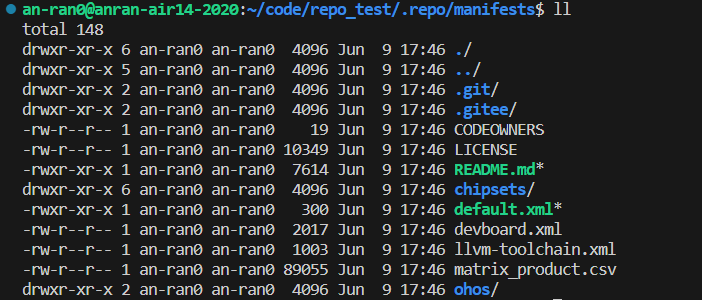 an-ran0@anran-air14-2020:~/code/repo_test/.repo/manifests$ ll
total 148
drwxr-xr-x 6 an-ran0 an-ran0  4096 Jun  9 17:46 ./
drwxr-xr-x 5 an-ran0 an-ran0  4096 Jun  9 17:46 ../
drwxr-xr-x 2 an-ran0 an-ran0  4096 Jun  9 17:46 .git/
drwxr-xr-x 2 an-ran0 an-ran0  4096 Jun  9 17:46 .gitee/
-rw-r--r-- 1 an-ran0 an-ran0    19 Jun  9 17:46 CODEOWNERS
-rw-r--r-- 1 an-ran0 an-ran0 10349 Jun  9 17:46 LICENSE
-rwxr-xr-x 1 an-ran0 an-ran0  7614 Jun  9 17:46 README.md*
drwxr-xr-x 6 an-ran0 an-ran0  4096 Jun  9 17:46 chipsets/
-rwxr-xr-x 1 an-ran0 an-ran0   300 Jun  9 17:46 default.xml*
-rw-r--r-- 1 an-ran0 an-ran0  2017 Jun  9 17:46 devboard.xml
-rw-r--r-- 1 an-ran0 an-ran0  1003 Jun  9 17:46 llvm-toolchain.xml
-rw-r--r-- 1 an-ran0 an-ran0 89055 Jun  9 17:46 matrix_product.csv
drwxr-xr-x 2 an-ran0 an-ran0  4096 Jun  9 17:46 ohos/